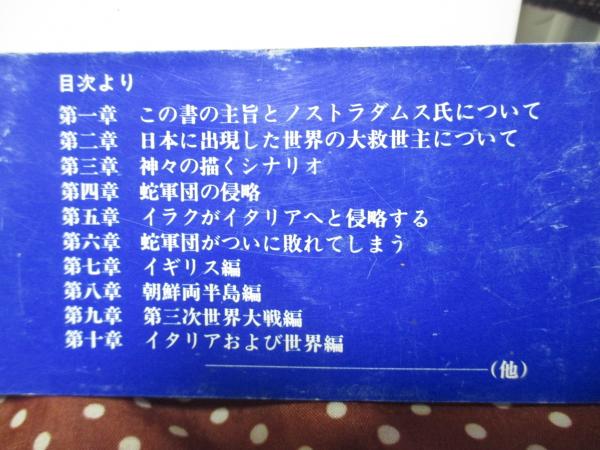 目次より
第一章 この書の主旨とノストラダムス氏について
第二章 日本に出現した世界の大救世主について
第三章 神々の描くシナリオ
第四章 蛇軍団の侵略
第五章 イラクがイタリアへと侵略する
第六章 蛇軍団がついに敗れてしまう
第七章 イギリス編
第八章 朝鮮両半島編
第九章 第三次世界大戦編
第十章 イタリアおよび世界編
(他)